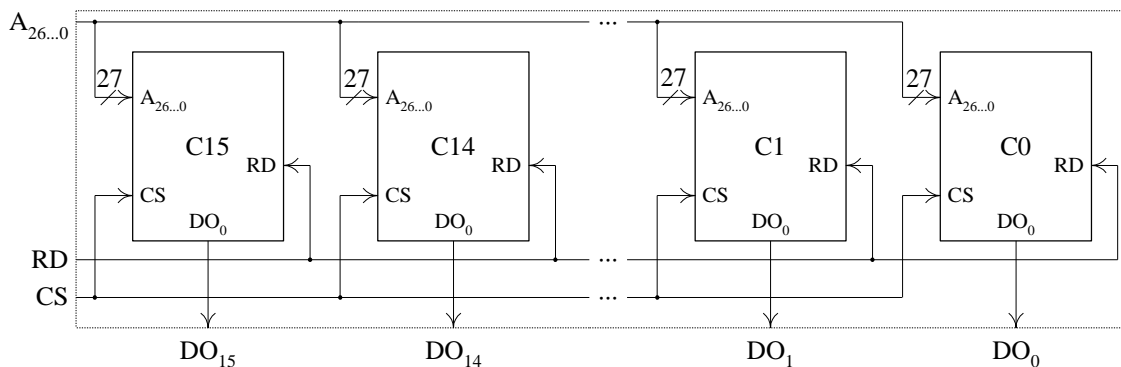 A26...0 ... 
27 27 27 27
A26...0 A26...0 A26...0 A26...0
C15 C14 C1 C0
RD RD RD RD
CS CS CS CS
DO0 DO0 DO0 DO0
RD ...
CS ...
DO15 DO14 DO1 DO0